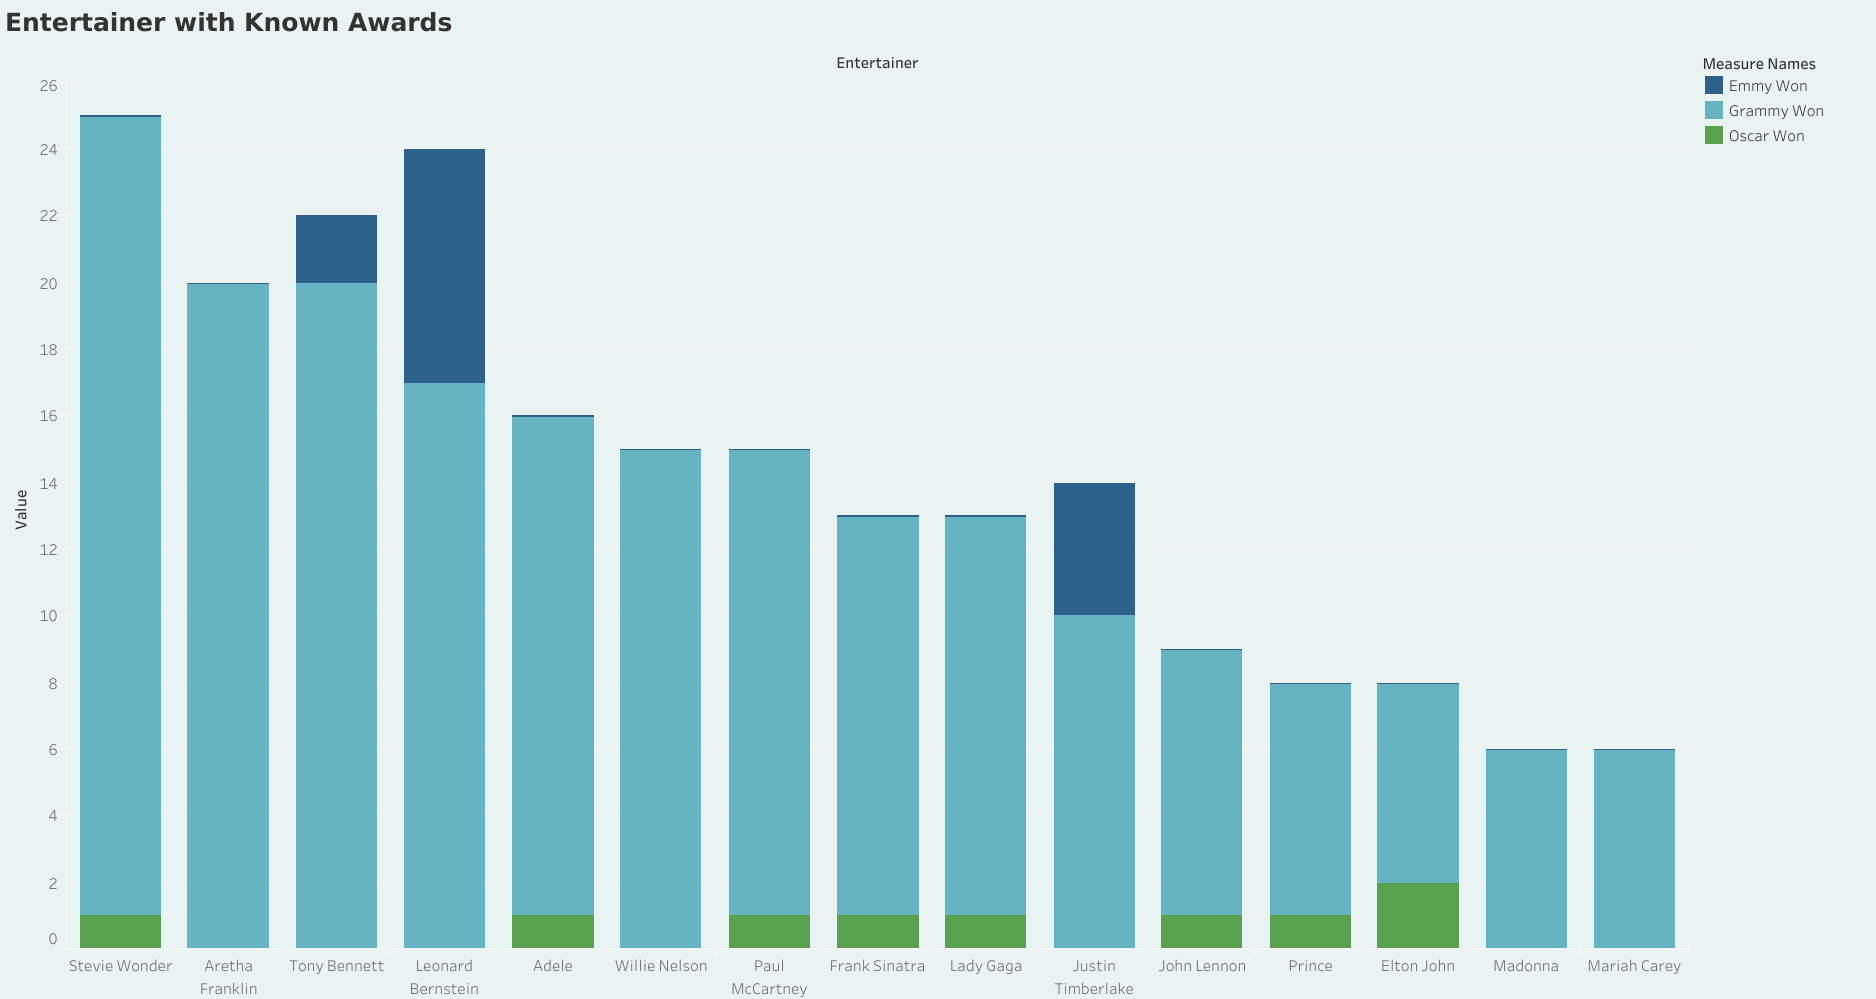 Entertainer with Known Awards
Entertainer
Measure Names
Emmy Won
Grammy Won
Oscar Won
26
24
22
20
18
16
14
12
10
8
6
4
2
0
Value
Stevie Wonder
Aretha
Franklin
Tony Bennett
Leonard
Bernstein
Adele
Willie Nelson
Paul
McCartney
Frank Sinatra
Lady Gaga
Justin
Timberlake
John Lennon
Prince
Elton John
Madonna
Mariah Carey